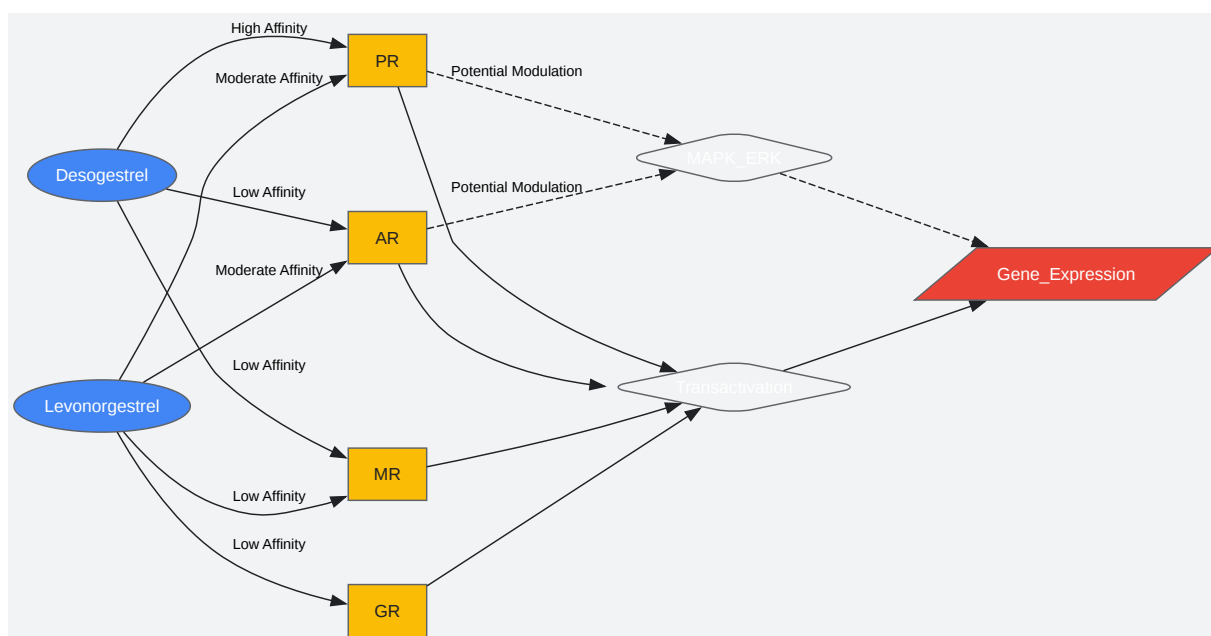 High Affinity
PR
Potential Modulation
Moderate Affinity
MAPK_ERK
Desogestrel
Low Affinity
Potential Modulation
AR
Moderate Affinity
Gene_Expression
Low Affinity
Transactivation
Levonorgestrel
MR
Low Affinity
Low Affinity
GR